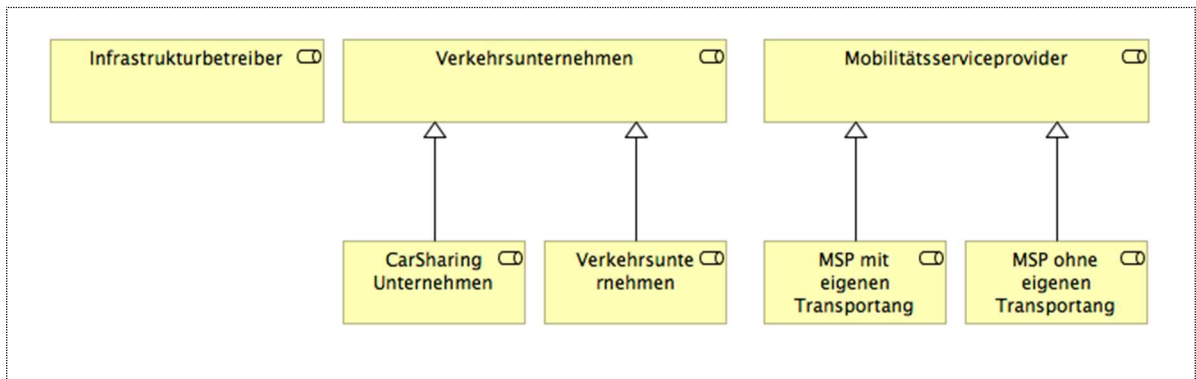 Infrastrukturbetreiber
Verkehrsunternehmen
Mobilitätsserviceprovider
CarSharing
Unternehmen
Verkehrsunte
rnehmen
MSP mit
eigenen
Transportang
MSP ohne
eigenen
Transportang